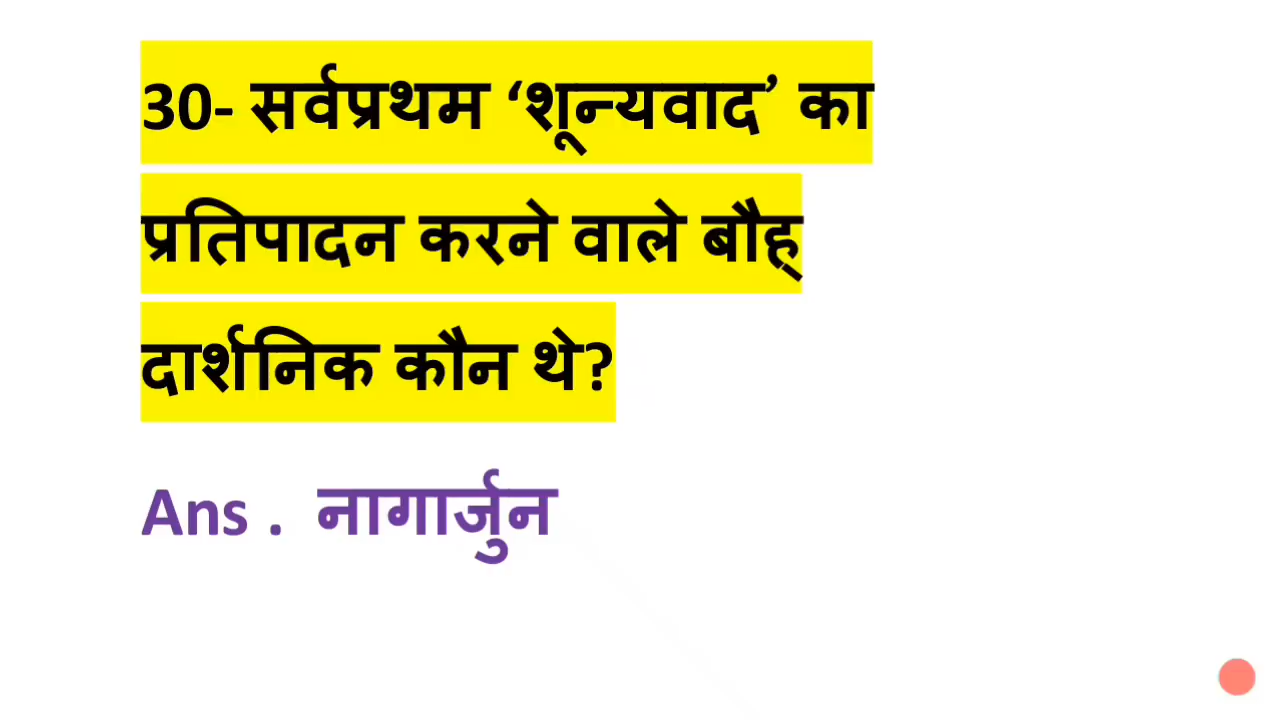 30- सर्वप्रथम ‘शून्यवाद’ का
प्रतिपादन करने वाले बौह्
दार्शनिक कौन थे?
Ans . नागार्जुन